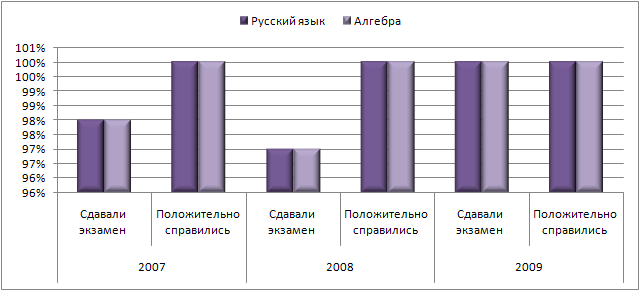 Русский язык Алгебра
101%
100%
100%
99%
99%
98%
98%
97%
97%
96%
96%
Сдавали экзамен
Положительно справились
Сдавали экзамен
Положительно справились
Сдавали экзамен
Положительно справились
2007 2008 2009